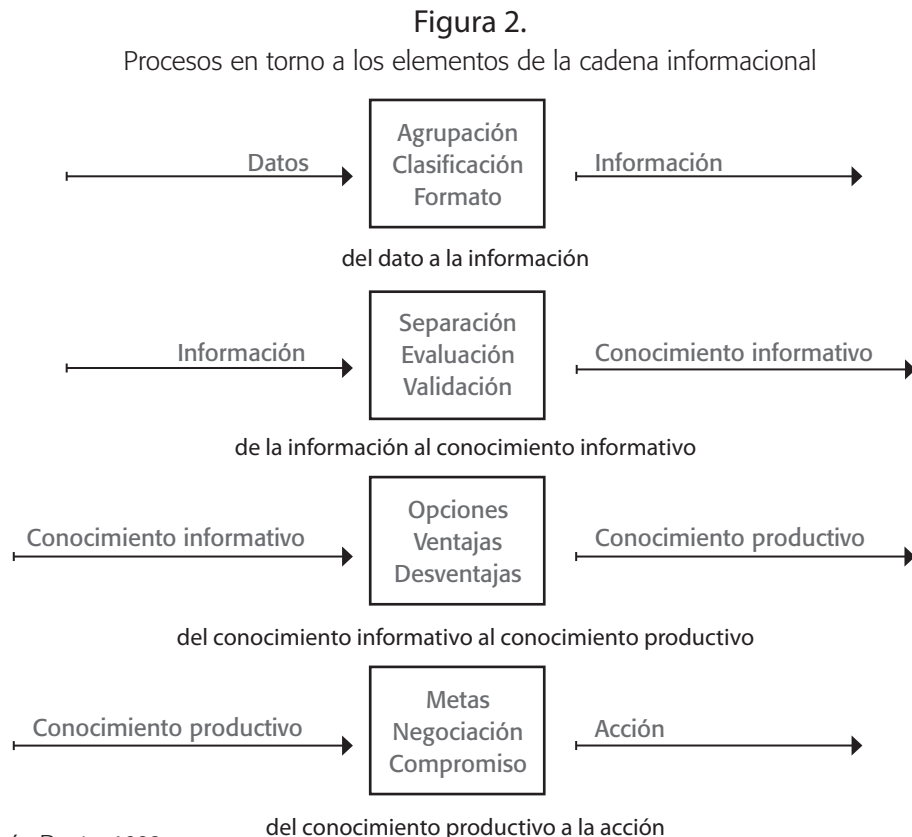 Figura 2.
Procesos en torno a los elementos de la cadena informacional
Datos
Agrupación
Clasificación
Formato
Información
del dato a la información
Información
Separación
Evaluación
Validación
Conocimiento informativo
de la información al conocimiento informativo
Conocimiento informativo
Opciones
Ventajas
Desventajas
Conocimiento productivo
del conocimiento informativo al conocimiento productivo
Conocimiento productivo
Metas
Negociación
Compromiso
Acción
del conocimiento productivo a la acción